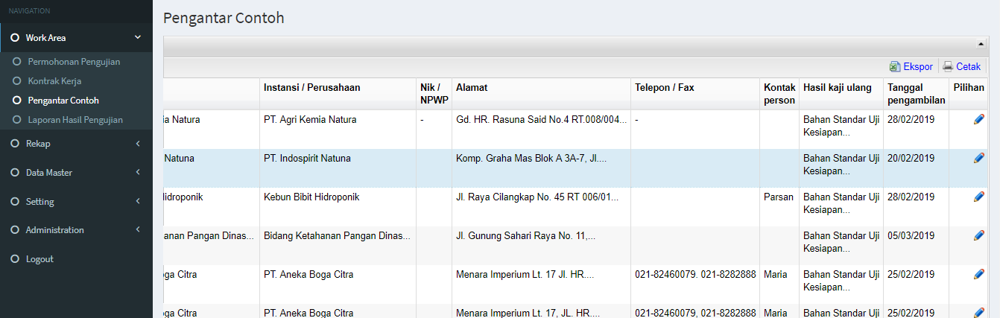 NAVIGATION
Work Area
Permohonan Pengujian
Kontrak Kerja
Pengantar Contoh
Laporan Hasil Pengujian
Rekap
Data Master
Setting
Administration
Logout
Pengantar Contoh
Ekspor Cetak
Instansi / Perusahaan Nik / NPWP Alamat Telepon / Fax Kontak person Hasil kaji ulang Tanggal pengambilan Pilihan
ia Natura PT. Agri Kemia Natura - Gd. HR. Rasuna Said No.4 RT.008/004... - Bahan Standar Uji 28/02/2019
Kesiapan...
Natuna PT. Indospirit Natuna Komp. Graha Mas Blok A 3A-7, Jl.... Bahan Standar Uji 20/02/2019
Kesiapan...
Hidroponik Kebun Bibit Hidroponik Jl. Raya Cilangkap No. 45 RT 006/01... Parsan Bahan Standar Uji 28/02/2019
Kesiapan...
anan Pangan Dinas... Bidang Ketahanan Pangan Dinas... Jl. Gunung Sahari Raya No. 11,... Bahan Standar Uji 05/03/2019
Kesiapan...
oga Citra PT. Aneka Boga Citra Menara Imperium Lt. 17 Jl. HR.... 021-82460079. 021-8282888 Maria Bahan Standar Uji 25/02/2019
Kesiapan...
oga Citra PT. Aneka Boga Citra Menara Imperium Lt. 17, JL. HR.... 021-82460079, 021-8282888 Maria Bahan Standar Uji 25/02/2019